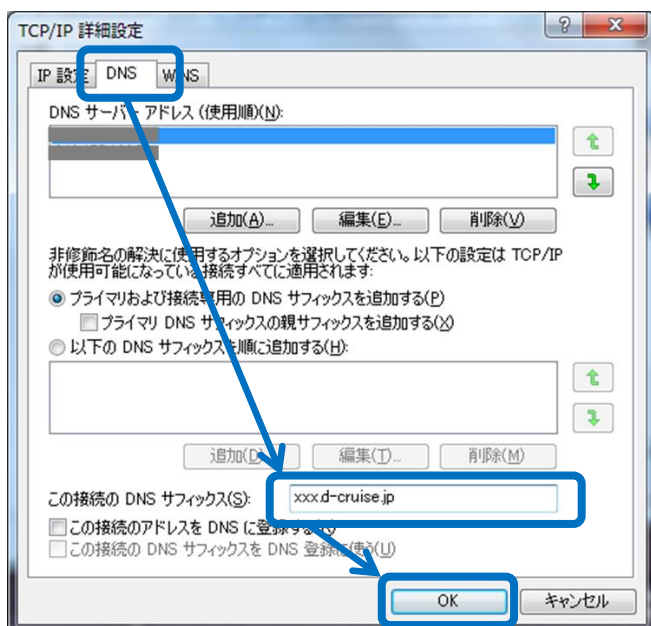 TCP/IP 詳細設定
IP 設定 DNS WINS
DNS サーバー アドレス (使用順)(N):
追加(A)... 編集(E)... 削除(V)
非修飾名の解決に使用するオプションを選択してください。以下の設定は TCP/IP
が使用可能になっている接続すべてに適用されます:
プライマリおよび接続専用の DNS サフィックスを追加する(P)
プライマリ DNS サフィックスの親サフィックスを追加する(X)
以下の DNS サフィックスを順に追加する(H):
追加(D)... 編集(T)... 削除(M)
この接続の DNS サフィックス(S): xxx.d-cruise.jp
この接続のアドレスを DNS に登録する(R)
この接続の DNS サフィックスを DNS 登録に使う(U)
OK キャンセル